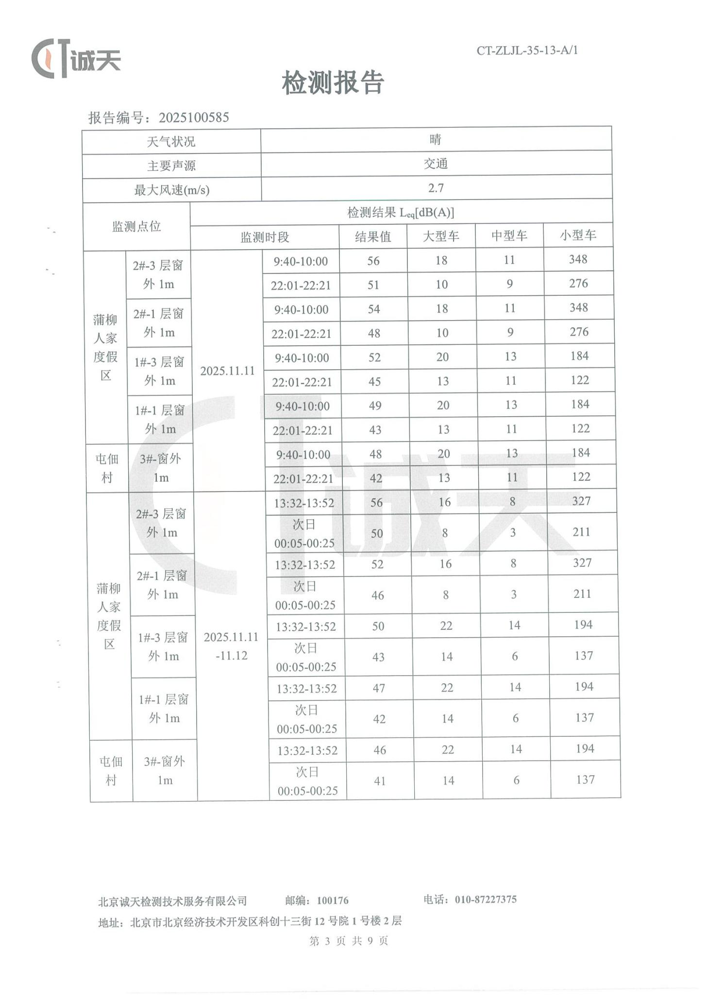 CT诚天
CT-ZLJL-35-13-A/1
检测报告
报告编号：2025100585
天气状况 晴
主要声源 交通
最大风速(m/s) 2.7
监测点位 检测结果 Leq[dB(A)]
监测时段 结果值 大型车 中型车 小型车
蒲柳人家度假区 2#-3 层窗外 1m 2025.11.11 9:40-10:00 56 18 11 348
22:01-22:21 51 10 9 276
2#-1 层窗外 1m 9:40-10:00 54 18 11 348
22:01-22:21 48 10 9 276
1#-3 层窗外 1m 9:40-10:00 52 20 13 184
22:01-22:21 45 13 11 122
1#-1 层窗外 1m 9:40-10:00 49 20 13 184
22:01-22:21 43 13 11 122
屯佃村 3#-窗外 1m 9:40-10:00 48 20 13 184
22:01-22:21 42 13 11 122
蒲柳人家度假区 2#-3 层窗外 1m 2025.11.11-11.12 13:32-13:52 56 16 8 327
次日 00:05-00:25 50 8 3 211
2#-1 层窗外 1m 13:32-13:52 52 16 8 327
次日 00:05-00:25 46 8 3 211
1#-3 层窗外 1m 13:32-13:52 50 22 14 194
次日 00:05-00:25 43 14 6 137
1#-1 层窗外 1m 13:32-13:52 47 22 14 194
次日 00:05-00:25 42 14 6 137
屯佃村 3#-窗外 1m 13:32-13:52 46 22 14 194
次日 00:05-00:25 41 14 6 137
CT诚天
北京诚天检测技术服务有限公司 邮编：100176 电话：010-87227375
地址：北京市北京经济技术开发区科创十三街 12 号院 1 号楼 2 层
第 3 页 共 9 页